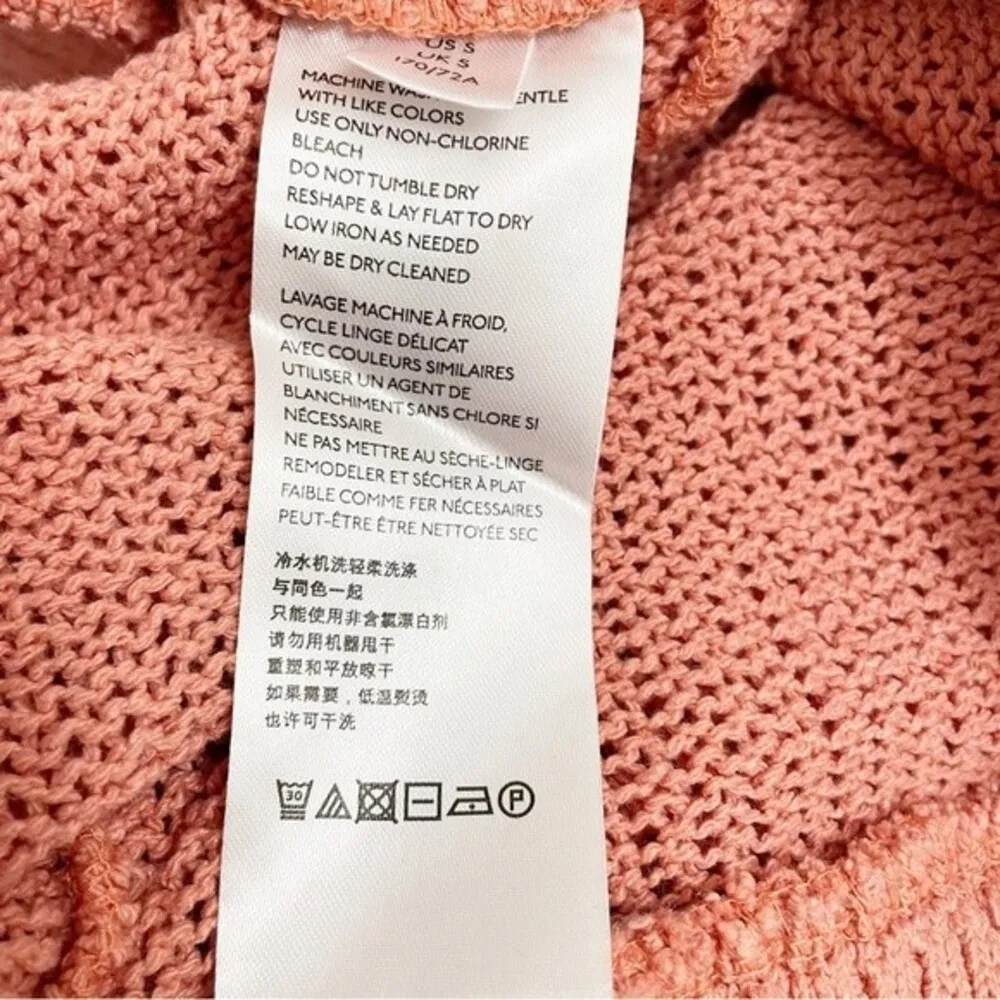 US S
UK S
170/72A
MACHINE ENTLE
WITH LIKE COLORS
USE ONLY NON-CHLORINE
BLEACH
DO NOT TUMBLE DRY
RESHAPE & LAY FLAT TO DRY
LOW IRON AS NEEDED
MAY BE DRY CLEANED
LAVAGE MACHINE À FROID,
CYCLE LINGE DÉLICAT
AVEC COULEURS SIMILAIRES
UTILISER UN AGENT DE
BLANCHIMENT SANS CHLORE SI
NÉCESSAIRE
NE PAS METTRE AU SÈCHE-LINGE
REMODELER ET SÉCHER À PLAT
FAIBLE COMME FER NÉCESSAIRES
PEUT-ÊTRE ÊTRE NETTOYÉE SEC
冷水机洗轻柔洗涤
与同色一起
只能使用非含氯漂白剂
请勿用机器甩干
重塑和平放晾干
如果需要，低温熨烫
也许可干洗
30 P